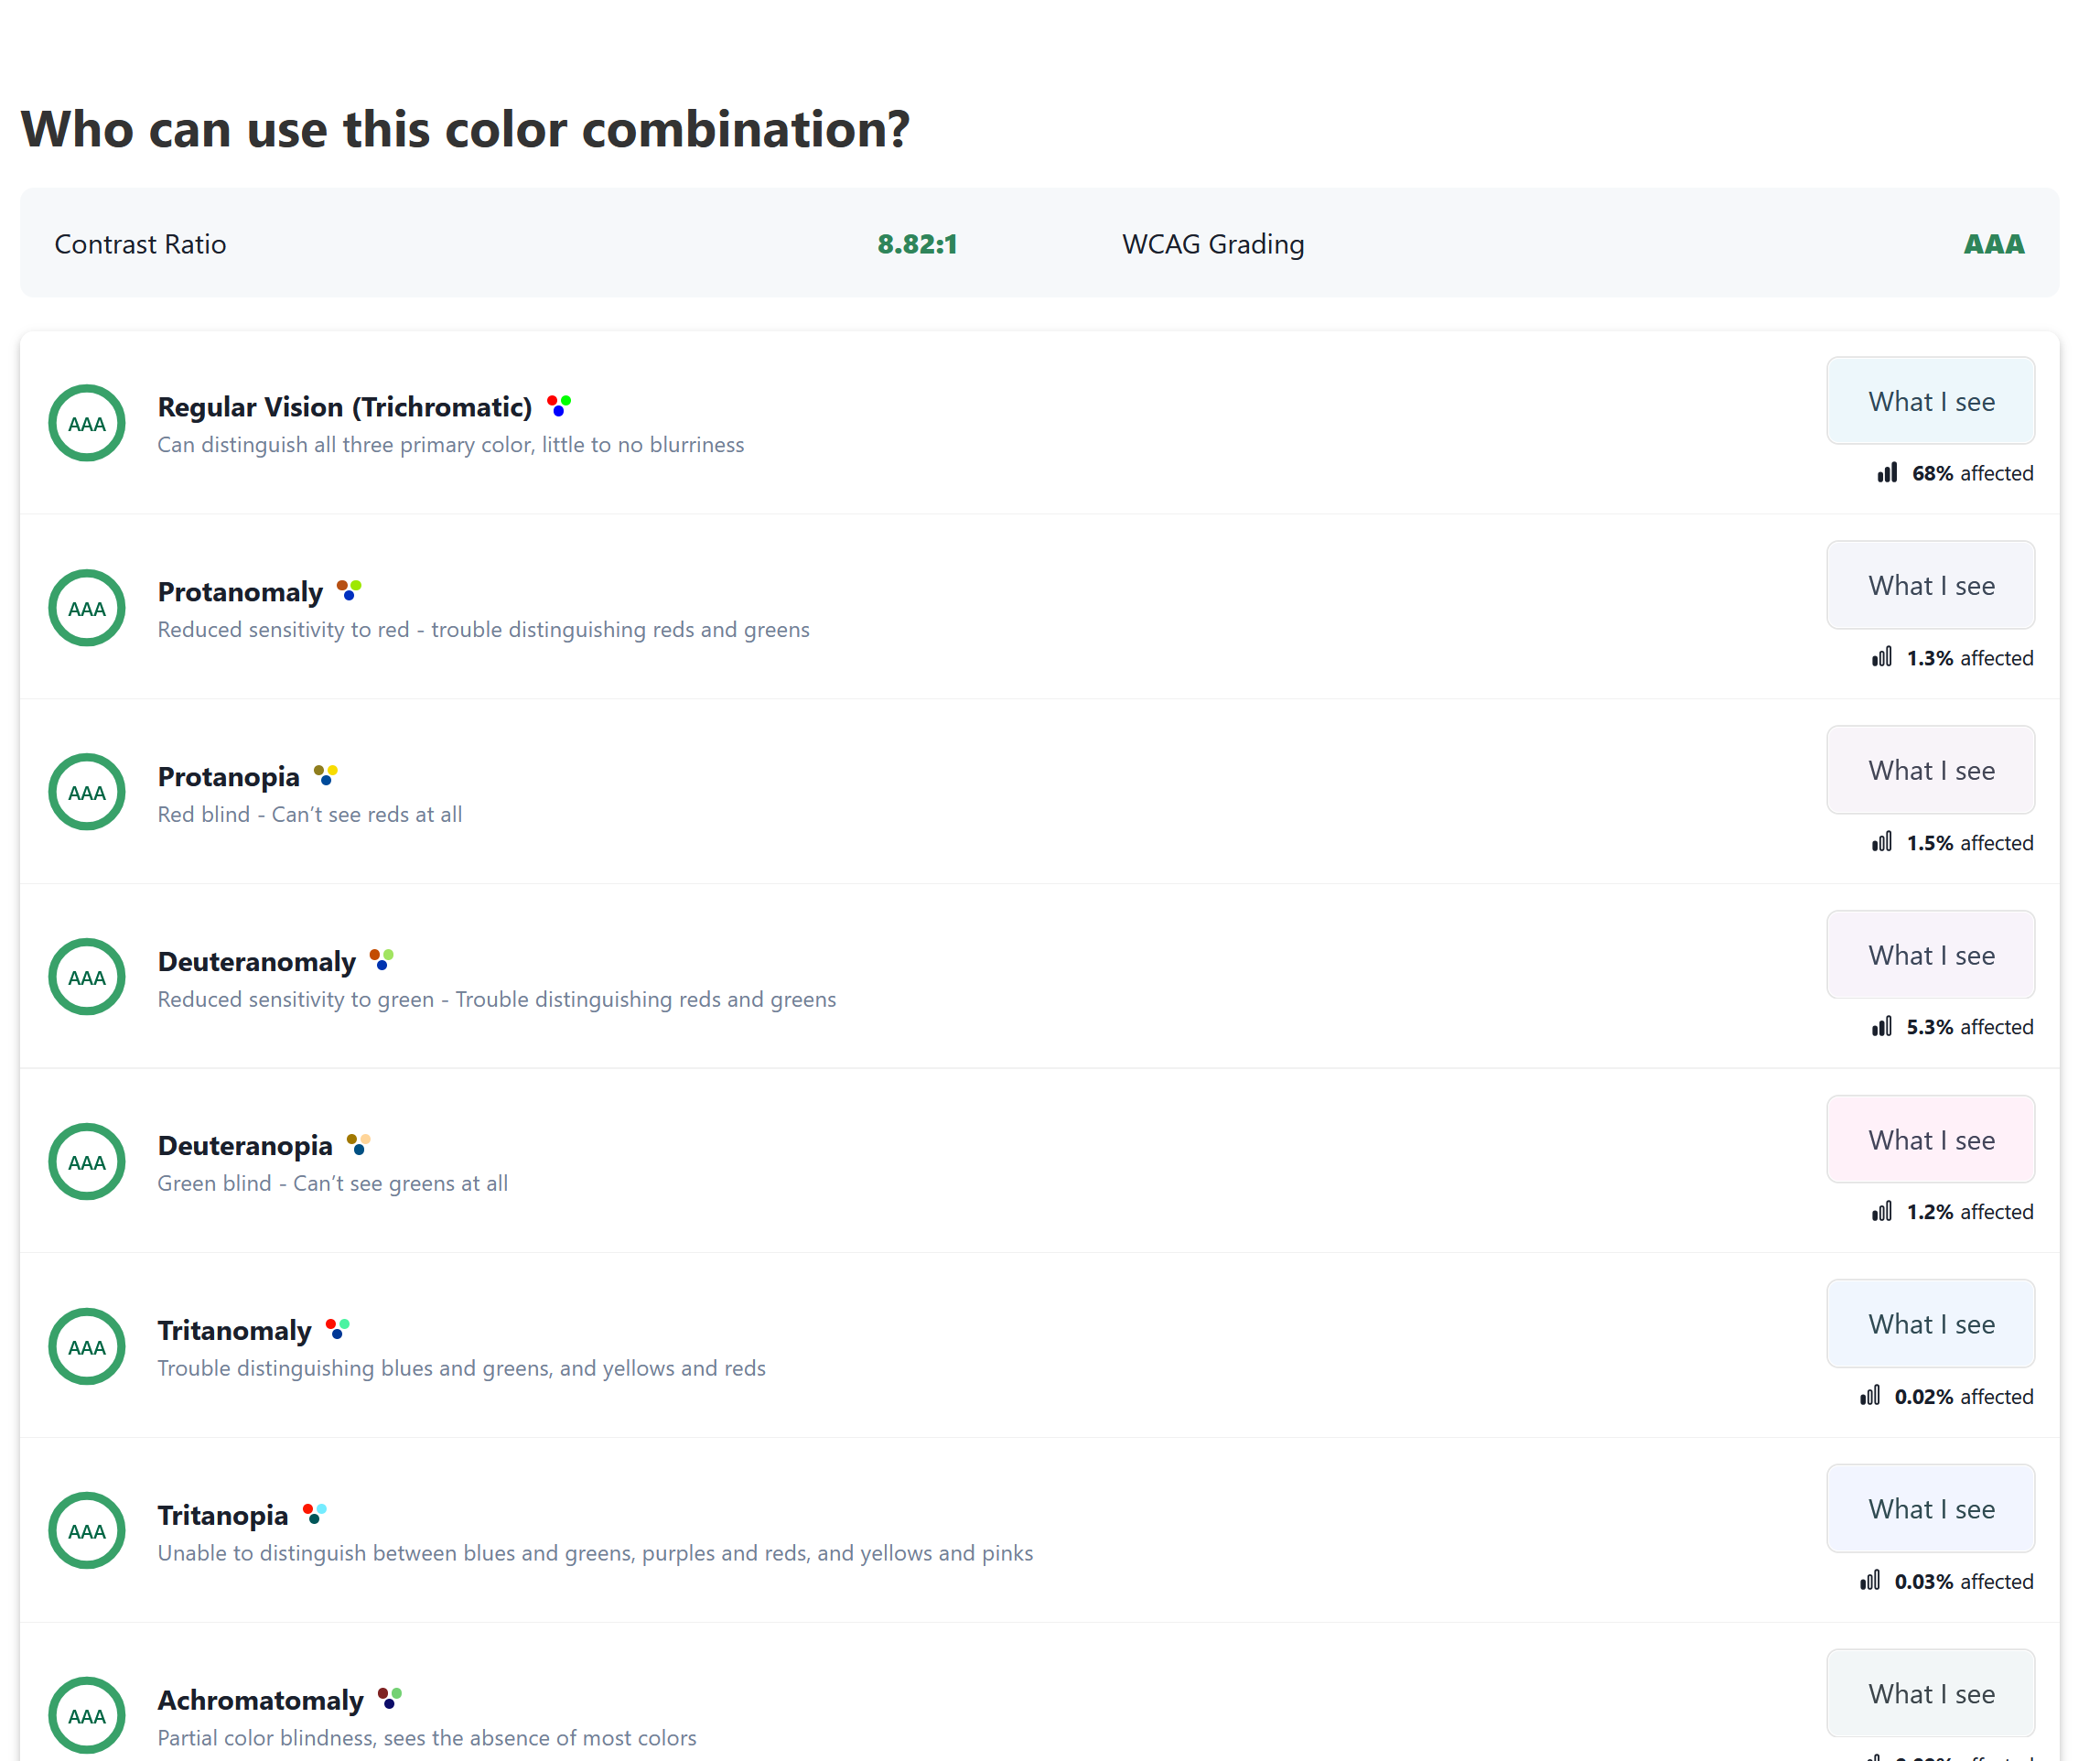 Who can use this color combination?
Contrast Ratio 8.82:1 WCAG Grading AAA
AAA
Regular Vision (Trichromatic)
Can distinguish all three primary color, little to no blurriness
What I see
68% affected
AAA
Protanomaly
Reduced sensitivity to red - trouble distinguishing reds and greens
What I see
1.3% affected
AAA
Protanopia
Red blind - Can’t see reds at all
What I see
1.5% affected
AAA
Deuteranomaly
Reduced sensitivity to green - Trouble distinguishing reds and greens
What I see
5.3% affected
AAA
Deuteranopia
Green blind - Can’t see greens at all
What I see
1.2% affected
AAA
Tritanomaly
Trouble distinguishing blues and greens, and yellows and reds
What I see
0.02% affected
AAA
Tritanopia
Unable to distinguish between blues and greens, purples and reds, and yellows and pinks
What I see
0.03% affected
AAA
Achromatomaly
Partial color blindness, sees the absence of most colors
What I see